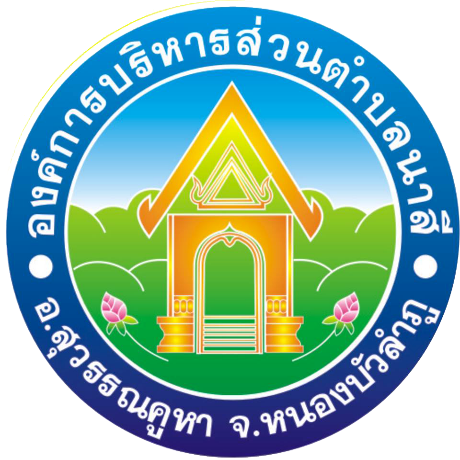 องค์การบริหารส่วนตำบลนาสี
อ.สุวรรณคูหา จ.หนองบัวลำภู